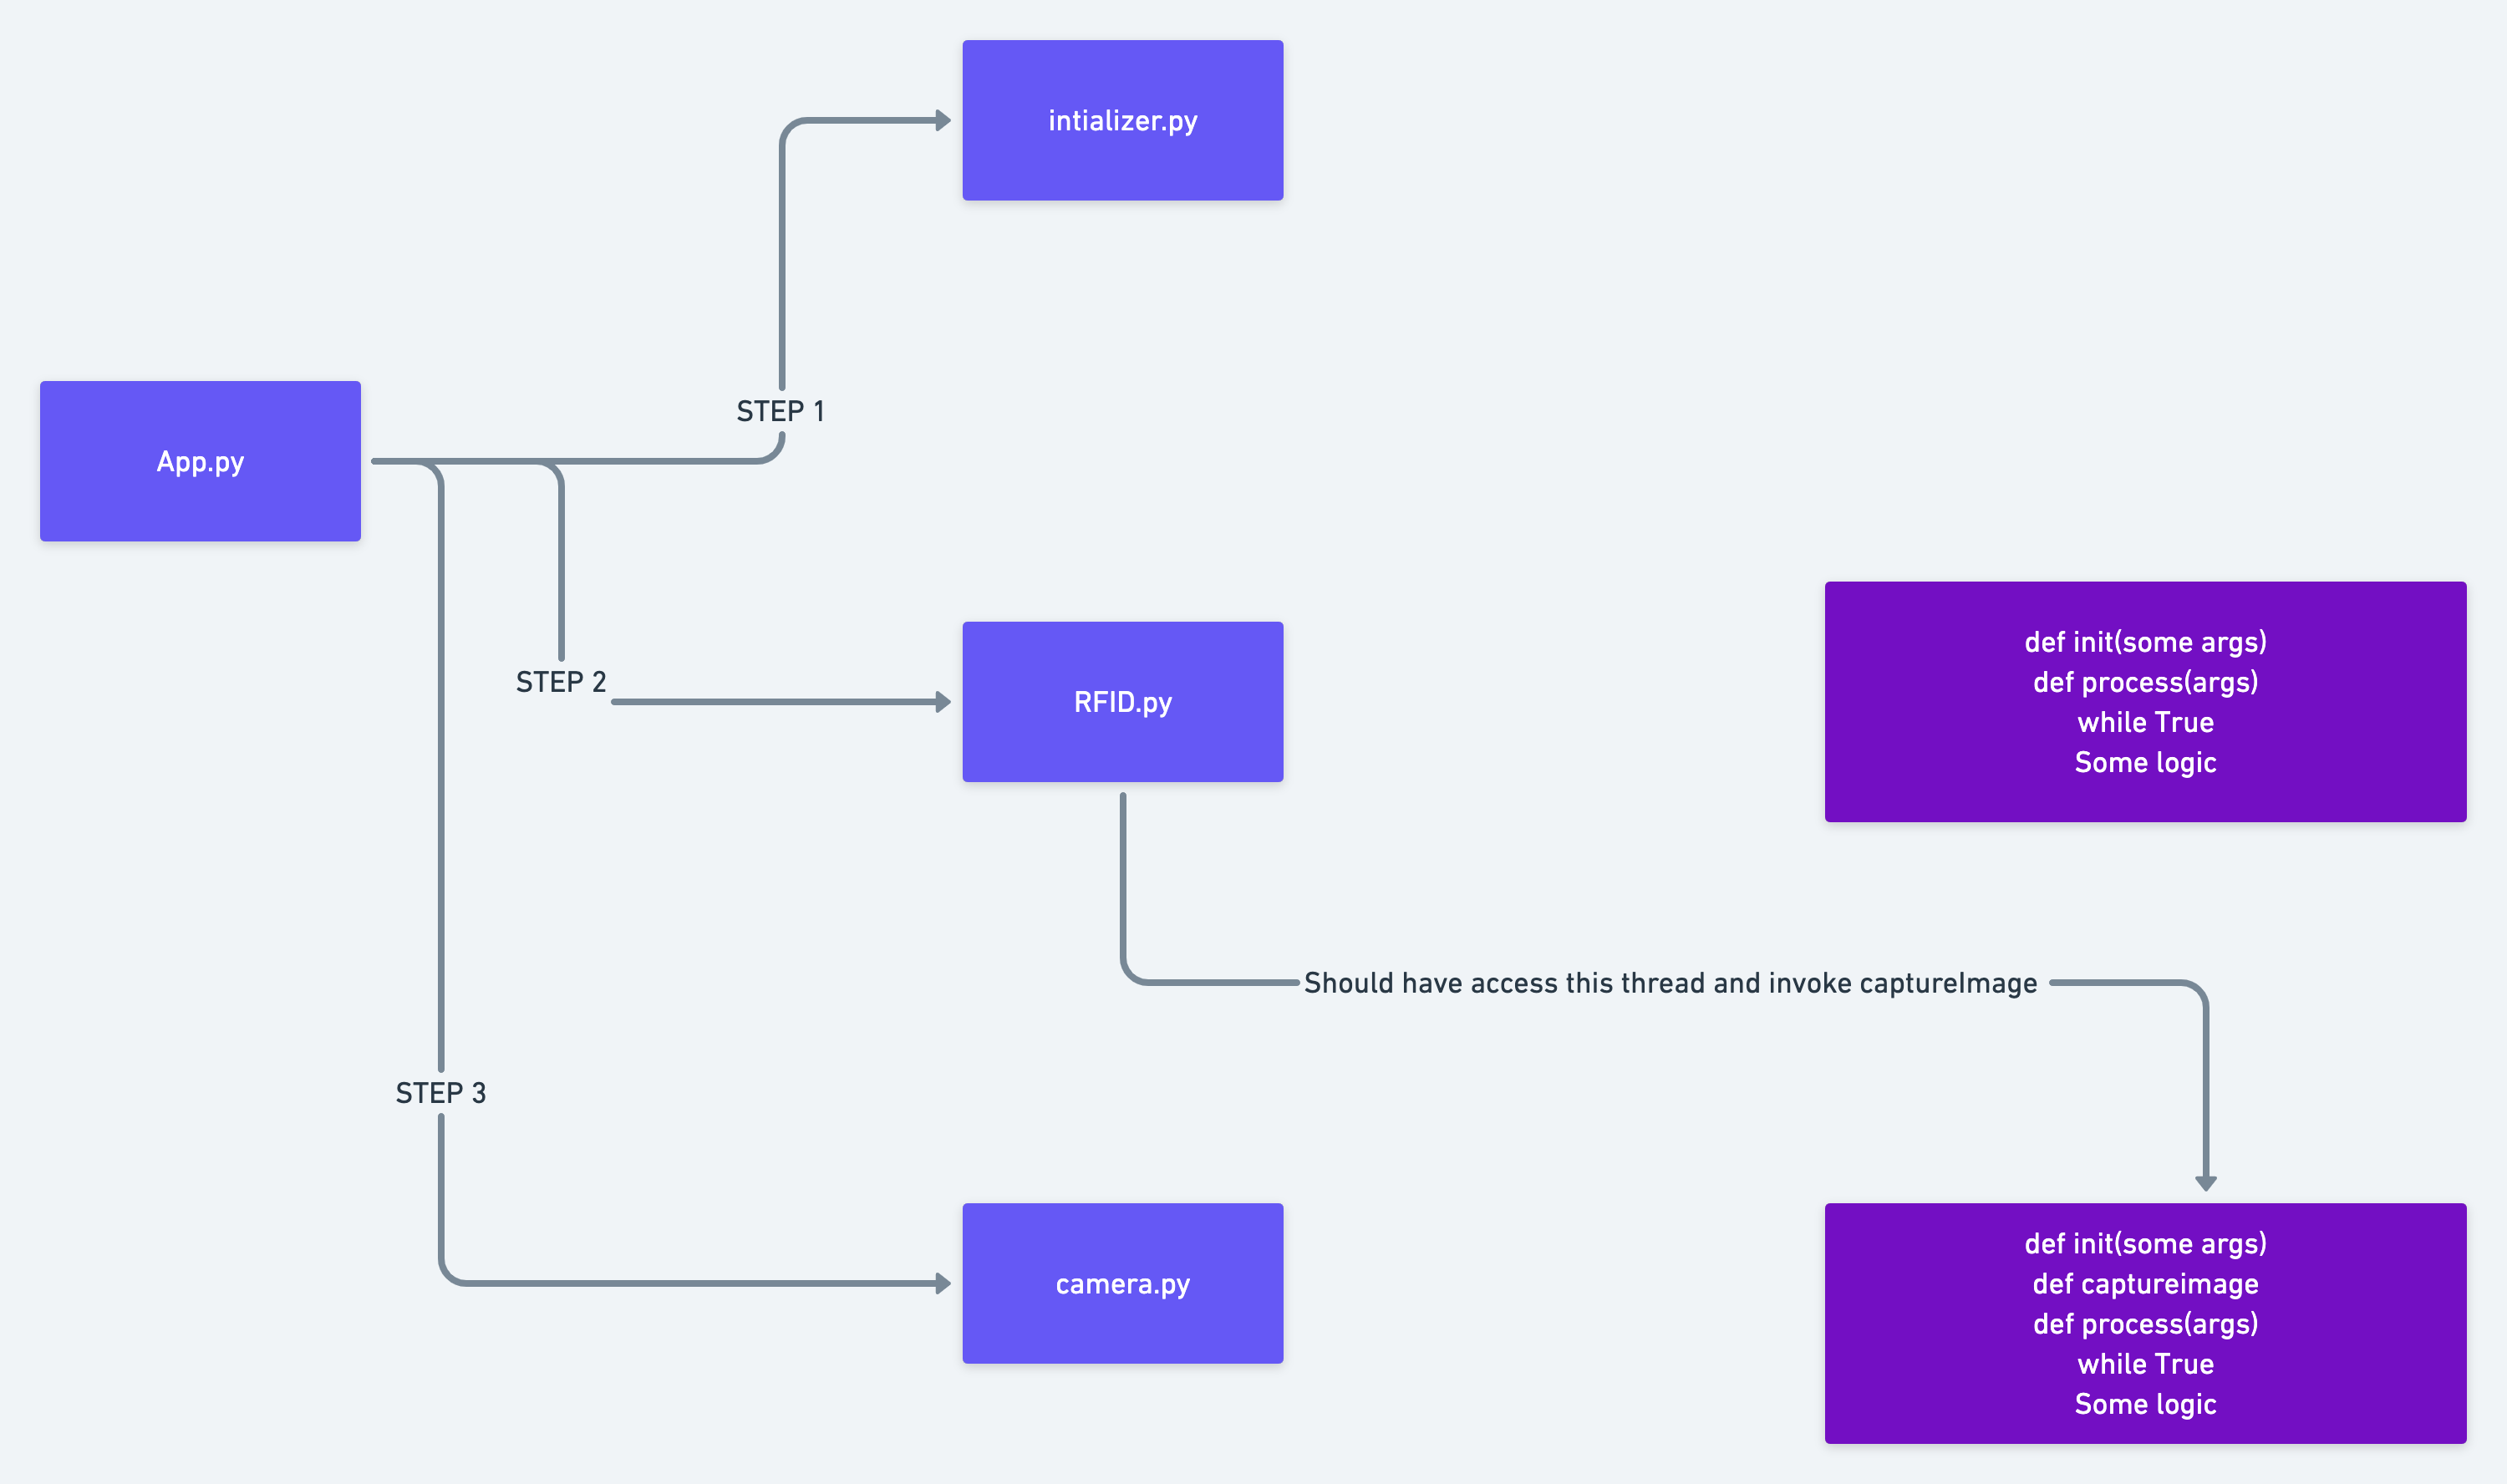 intializer.py
STEP 1
App.py
STEP 2
RFID.py
def init(some args)
def process(args)
while True
Some logic
Should have access this thread and invoke captureImage
STEP 3
camera.py
def init(some args)
def captureimage
def process(args)
while True
Some logic